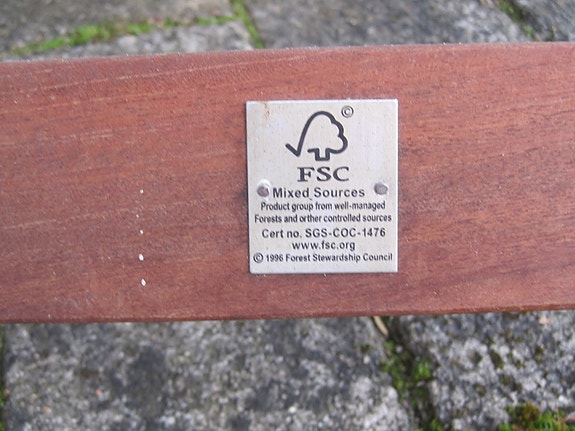 ©
FSC
Mixed Sources
Product group from well-managed
Forests and orther controlled sources
Cert no. SGS-COC-1476
www.fsc.org
© 1996 Forest Stewardship Council